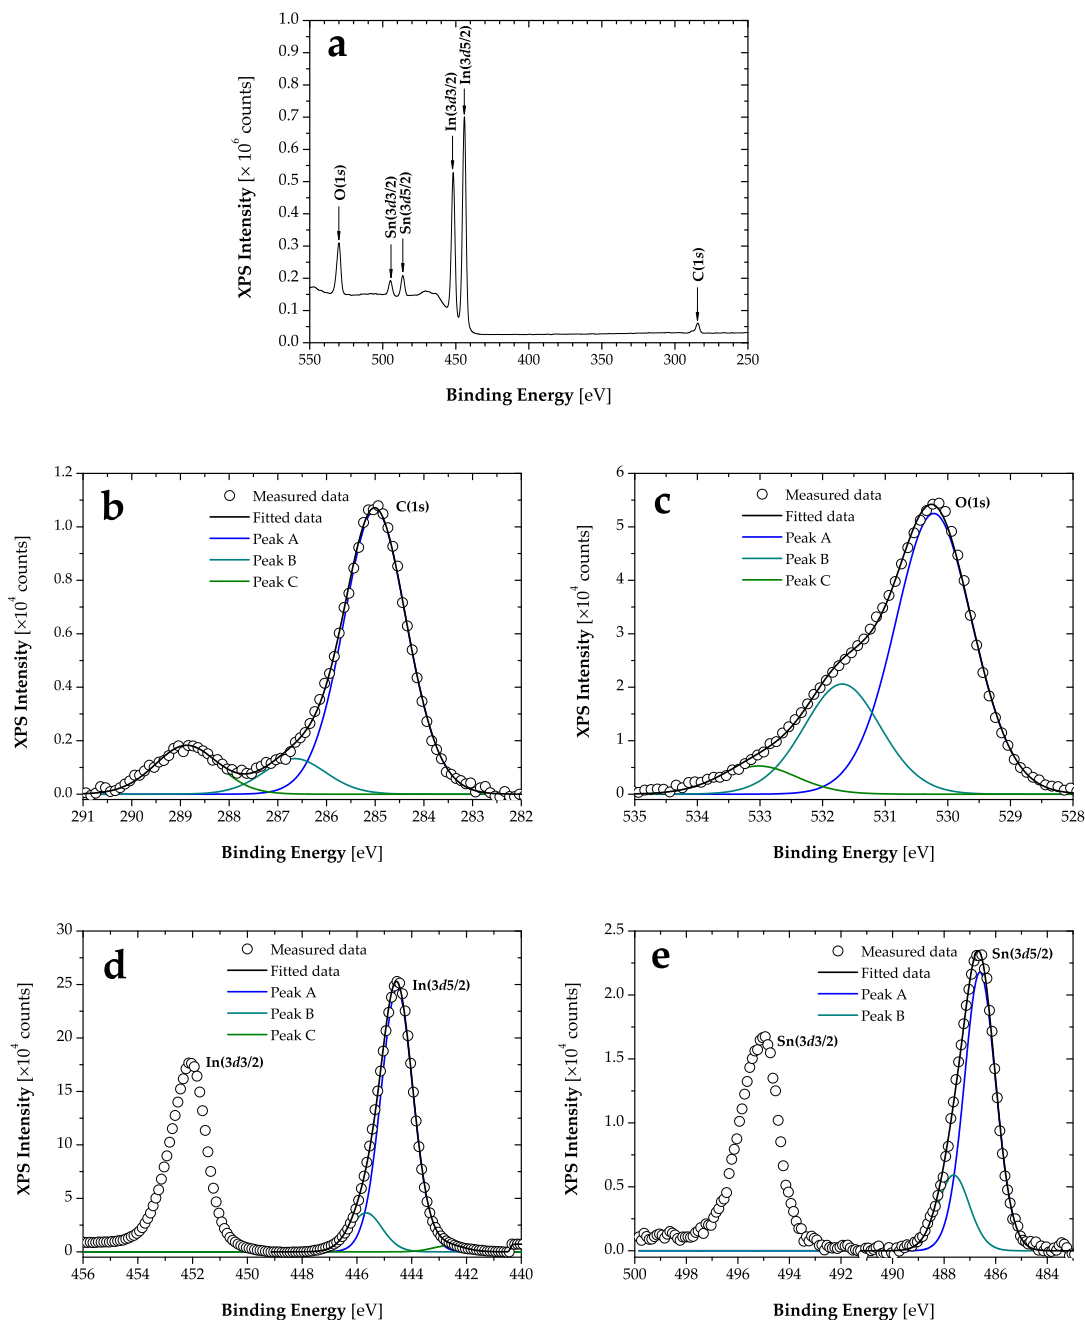 a
XPS Intensity [× 10^6 counts]
1.0
0.9
0.8
0.7
0.6
0.5
0.4
0.3
0.2
0.1
0.0
O(1s)
Sn(3d3/2)
Sn(3d5/2)
In(3d3/2)
In(3d5/2)
C(1s)
550 500 450 400 350 300 250
Binding Energy [eV]
b
XPS Intensity [×10^4 counts]
1.2
1.0
0.8
0.6
0.4
0.2
0.0
Measured data
Fitted data
Peak A
Peak B
Peak C
C(1s)
291 290 289 288 287 286 285 284 283 282
Binding Energy [eV]
c
XPS Intensity [×10^4 counts]
6
5
4
3
2
1
0
Measured data
Fitted data
Peak A
Peak B
Peak C
O(1s)
535 534 533 532 531 530 529 528
Binding Energy [eV]
d
XPS Intensity [×10^4 counts]
30
25
20
15
10
5
0
Measured data
Fitted data
Peak A
Peak B
Peak C
In(3d5/2)
In(3d3/2)
456 454 452 450 448 446 444 442 440
Binding Energy [eV]
e
XPS Intensity [×10^4 counts]
2.5
2.0
1.5
1.0
0.5
0.0
Measured data
Fitted data
Peak A
Peak B
Sn(3d5/2)
Sn(3d3/2)
500 498 496 494 492 490 488 486 484
Binding Energy [eV]